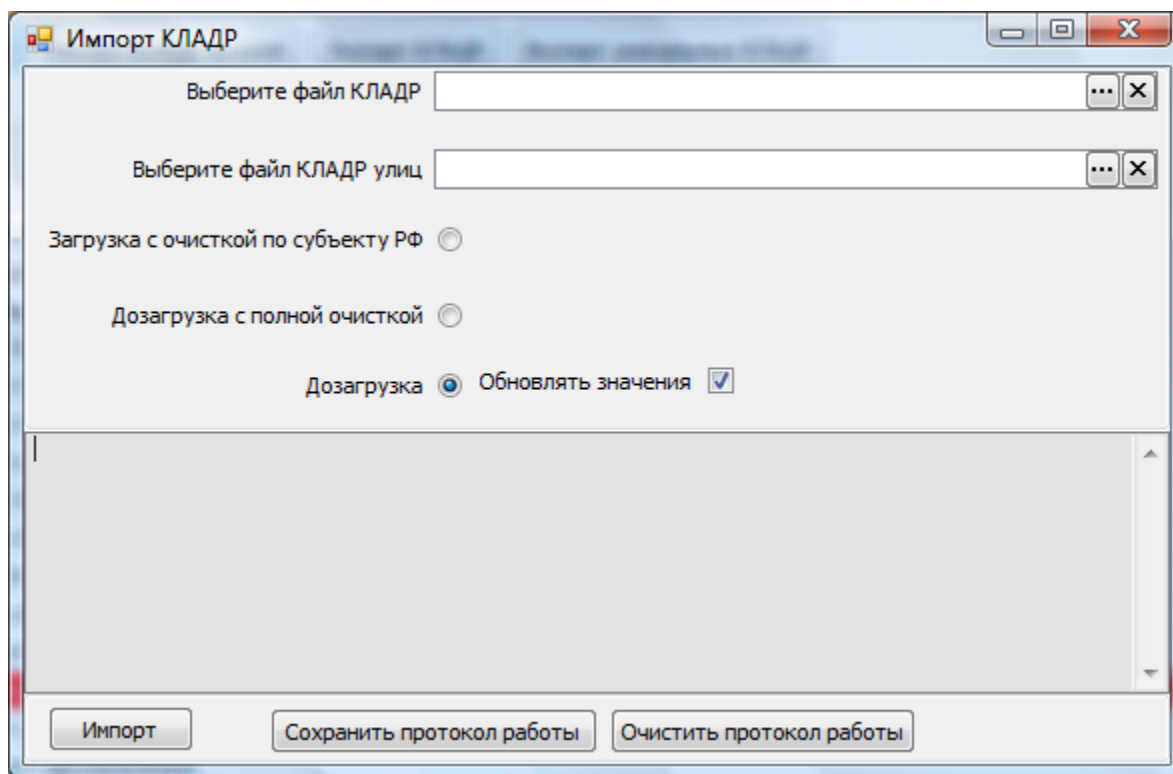 Импорт КЛАДР
Выберите файл КЛАДР
Выберите файл КЛАДР улиц
Загрузка с очисткой по субъекту РФ
Дозагрузка с полной очисткой
Дозагрузка Обновлять значения
Импорт Сохранить протокол работы Очистить протокол работы